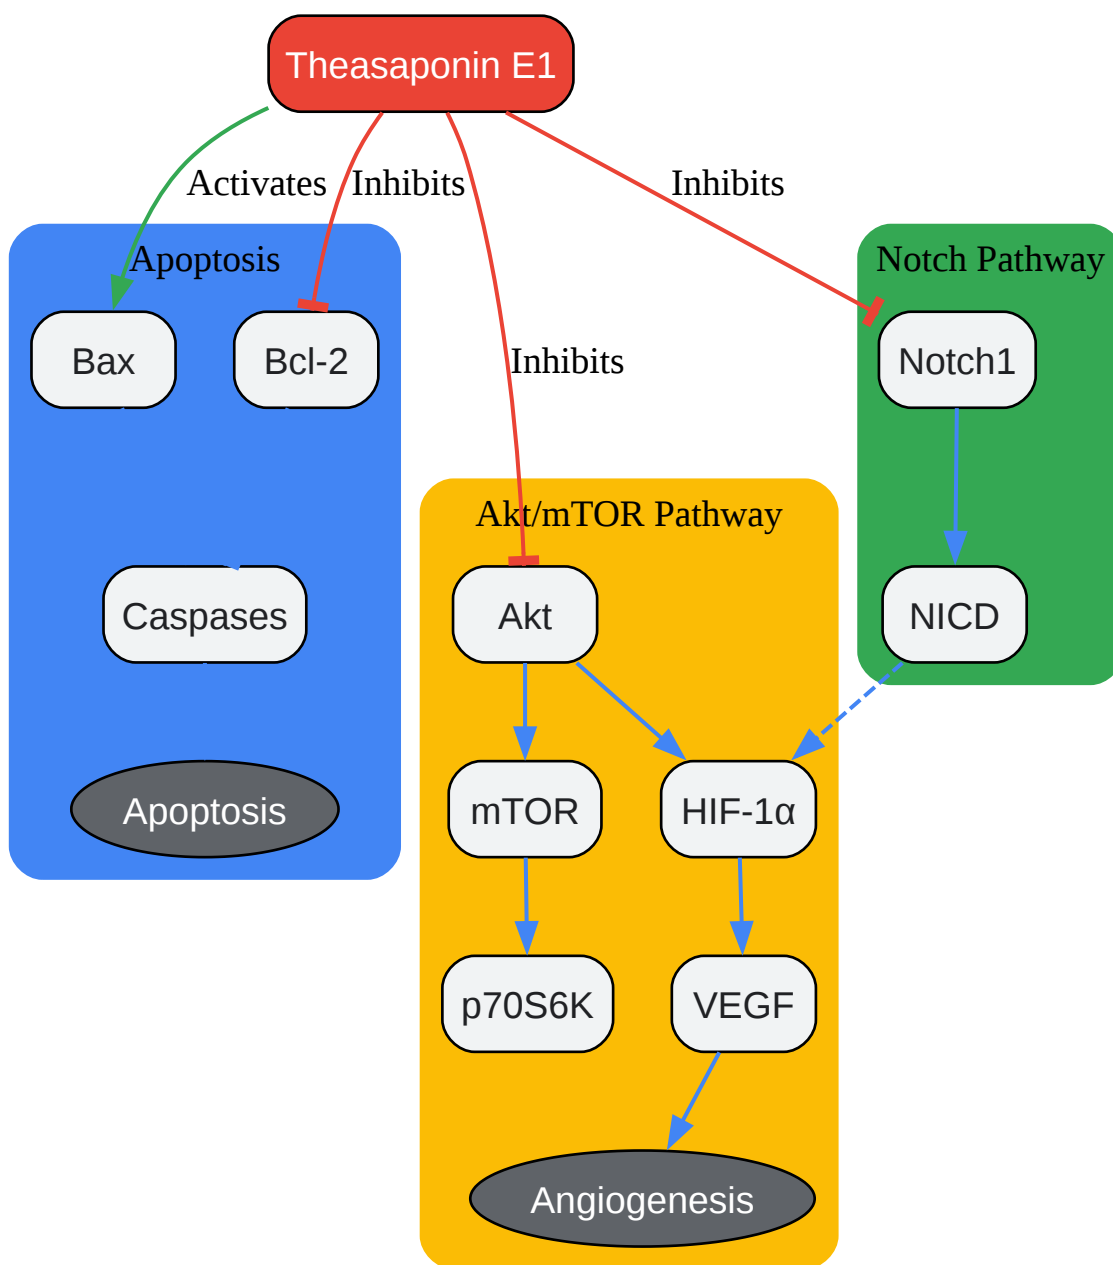 Theasaponin E1
Activates
Inhibits
Inhibits
Apoptosis
Notch Pathway
Bax
Bcl-2
Inhibits
Notch1
Akt/mTOR Pathway
Caspases
Akt
NICD
Apoptosis
mTOR
HIF-1α
p70S6K
VEGF
Angiogenesis